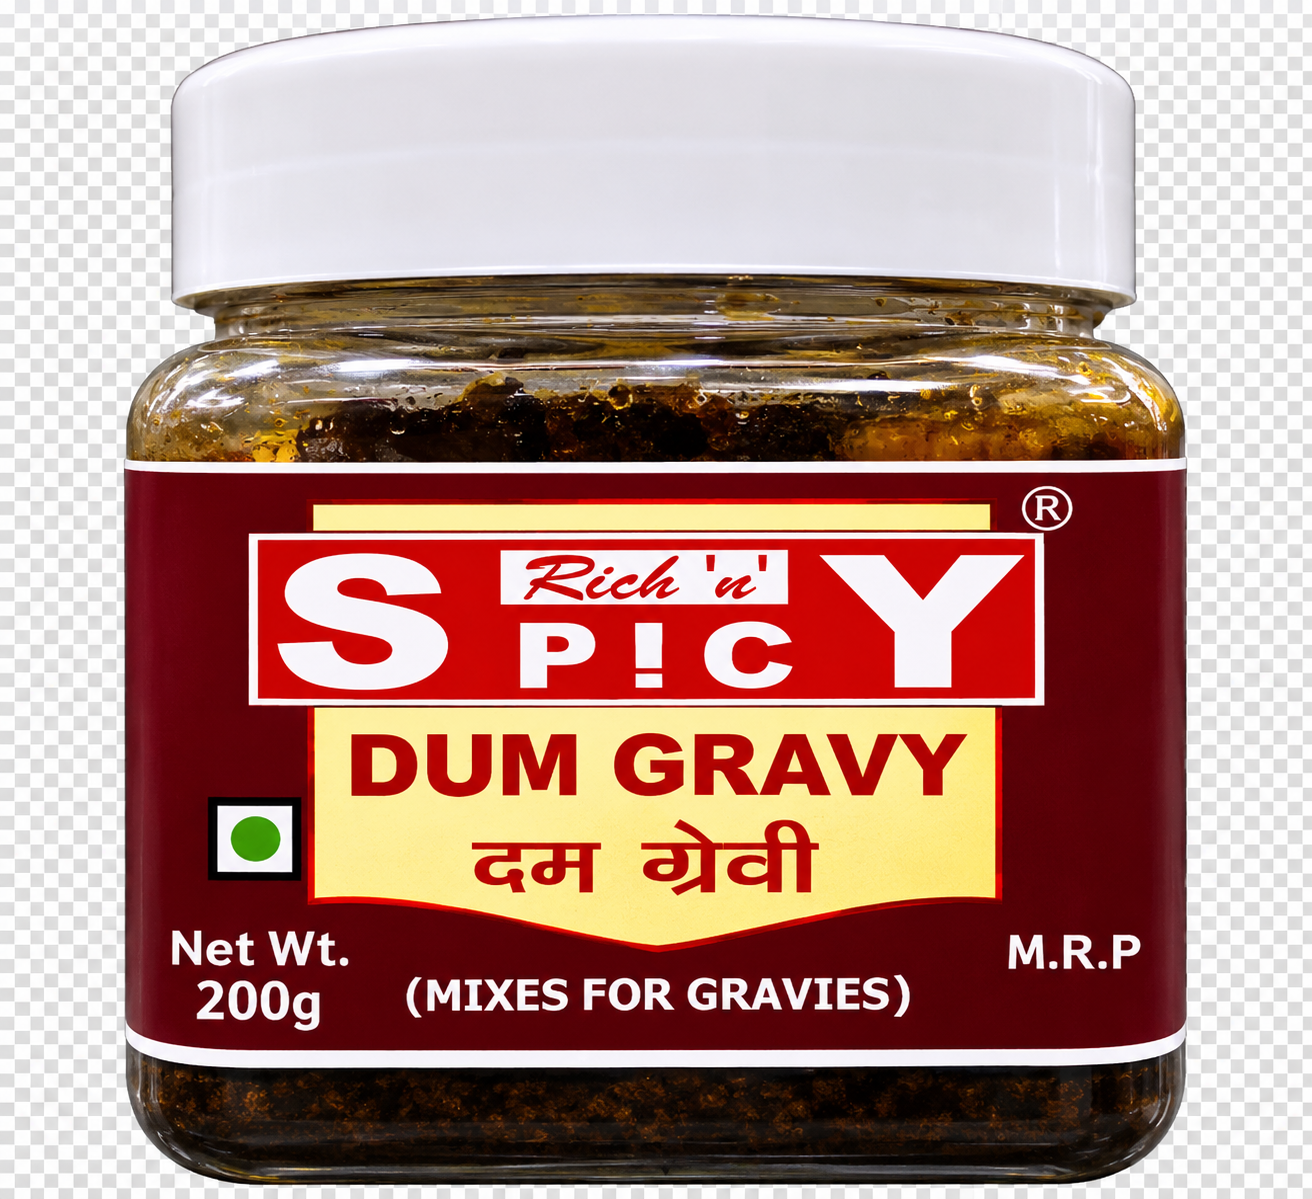 ®
Rich 'n'
SP!CY
DUM GRAVY
दम ग्रेवी
Net Wt.
200g
(MIXES FOR GRAVIES)
M.R.P